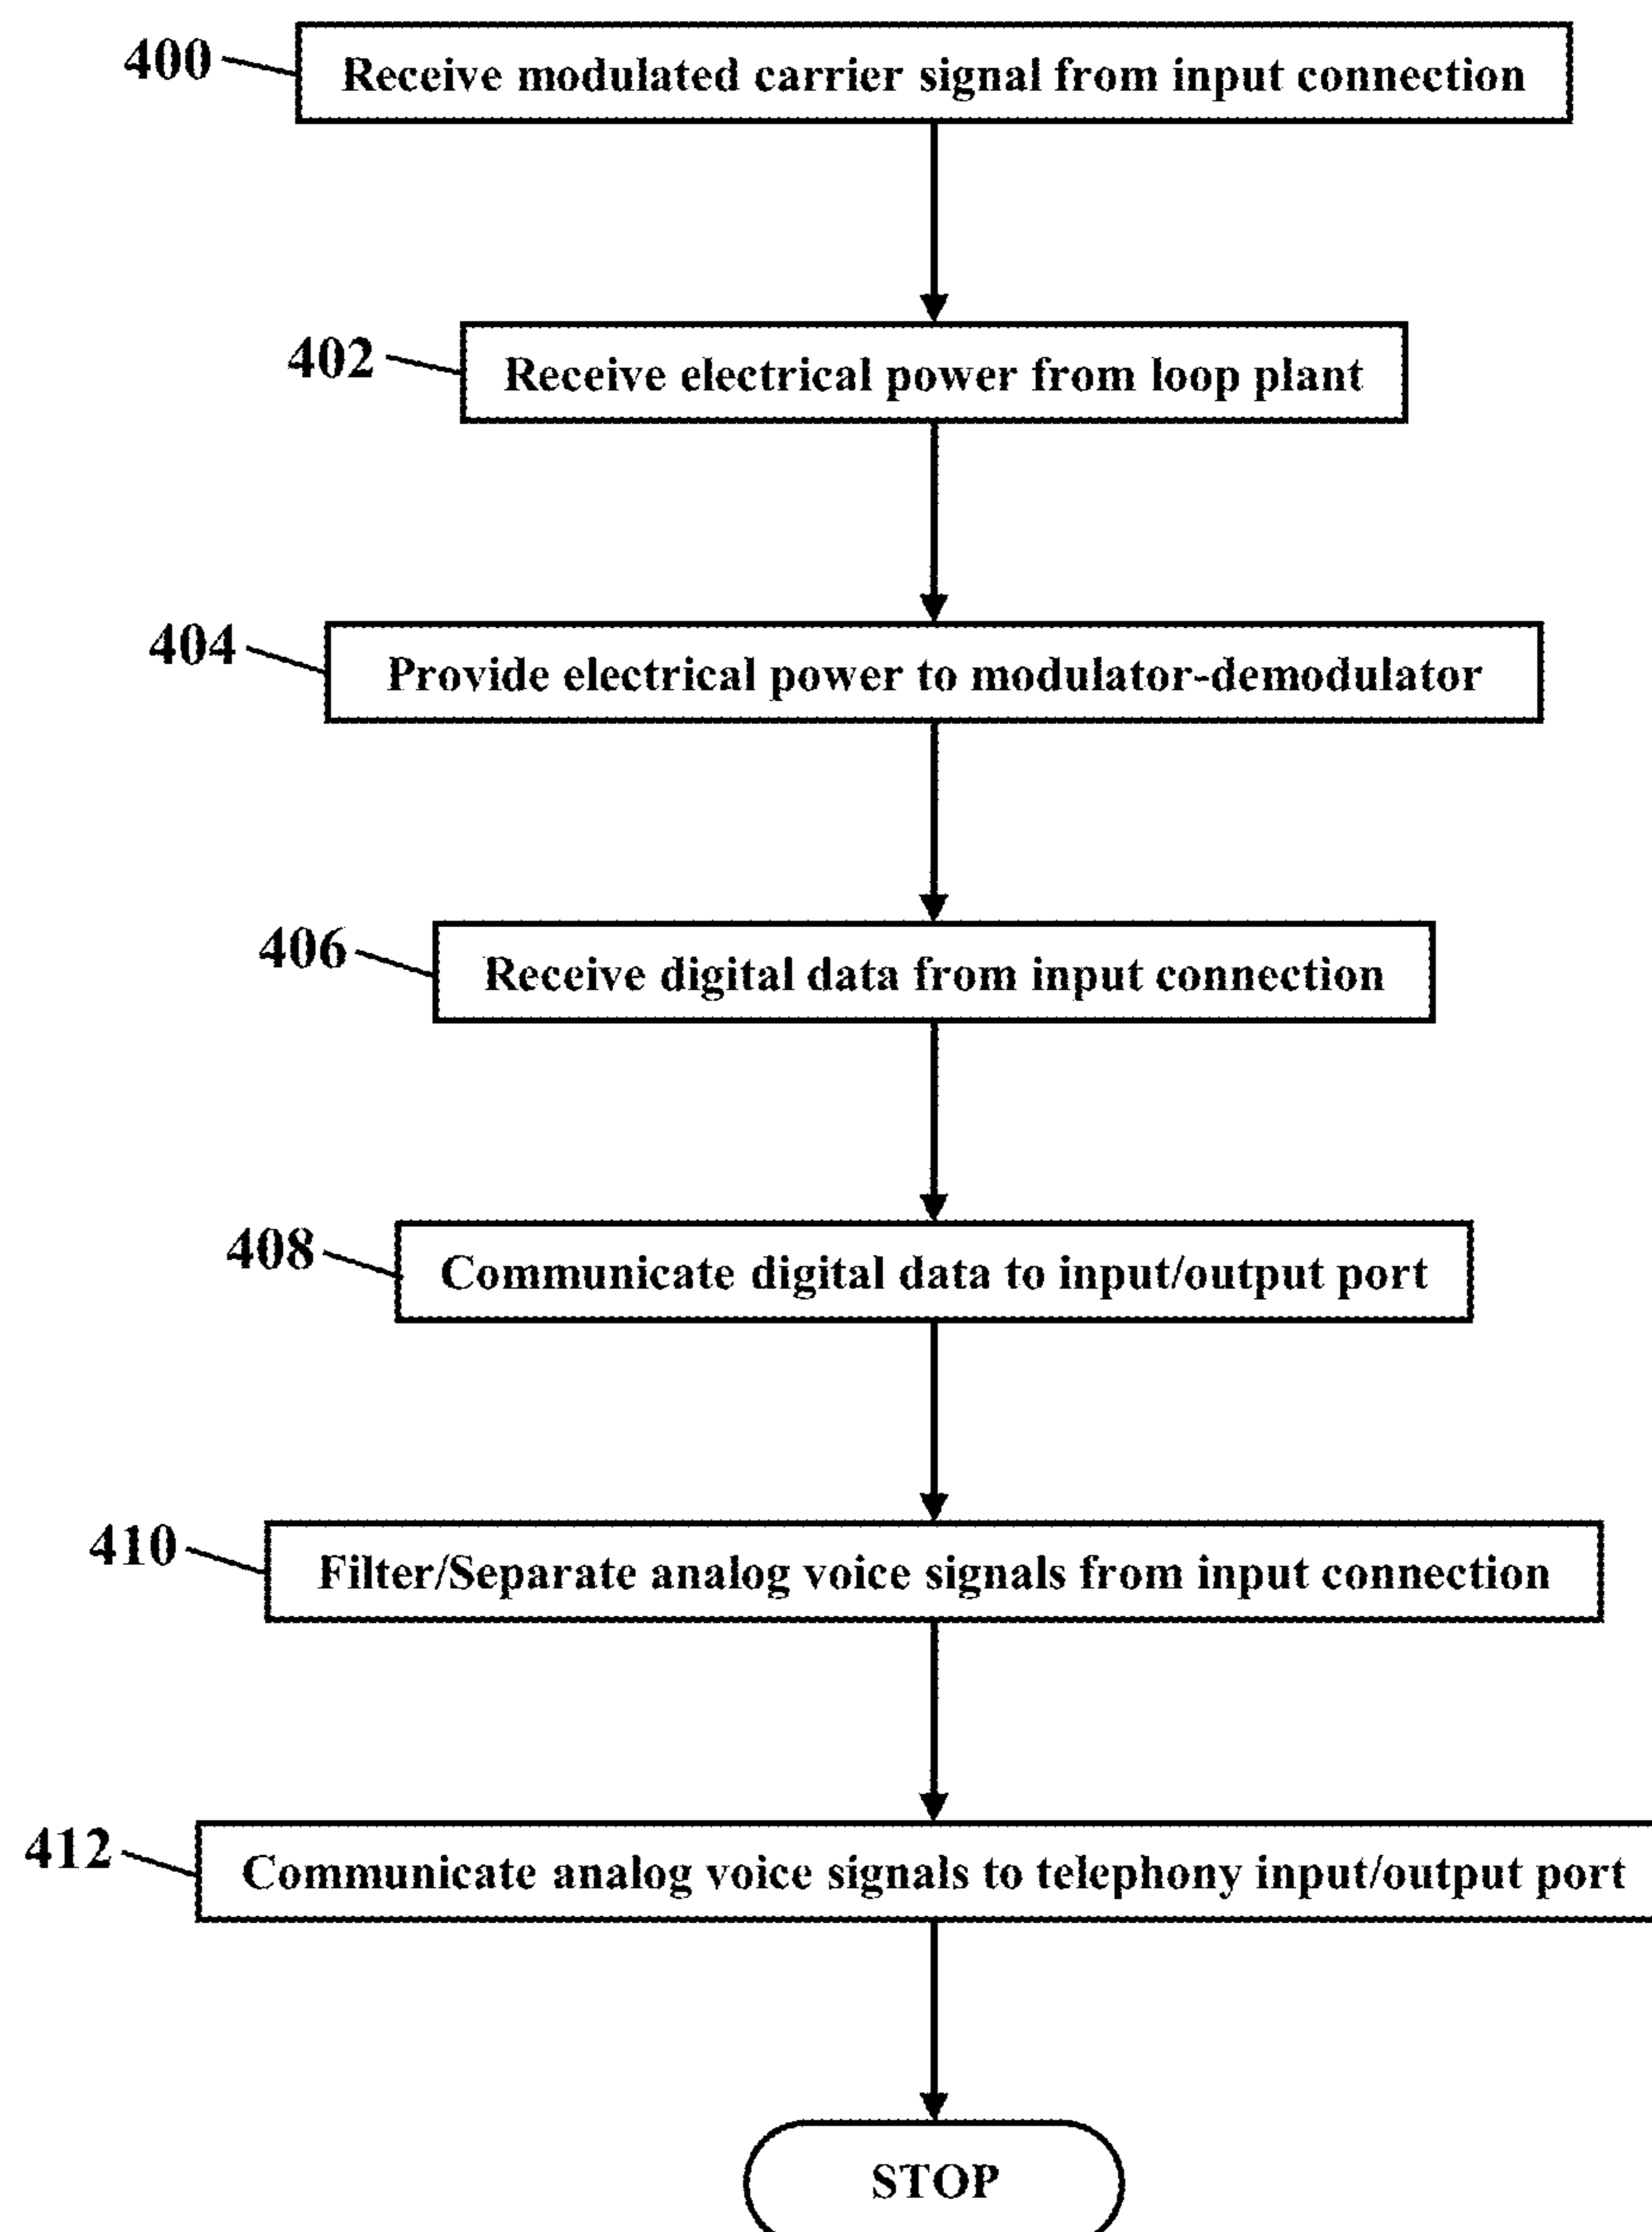 400
Receive modulated carrier signal from input connection
402
Receive electrical power from loop plant
404
Provide electrical power to modulator-demodulator
406
Receive digital data from input connection
408
Communicate digital data to input/output port
410
Filter/Separate analog voice signals from input connection
412
Communicate analog voice signals to telephony input/output port
STOP